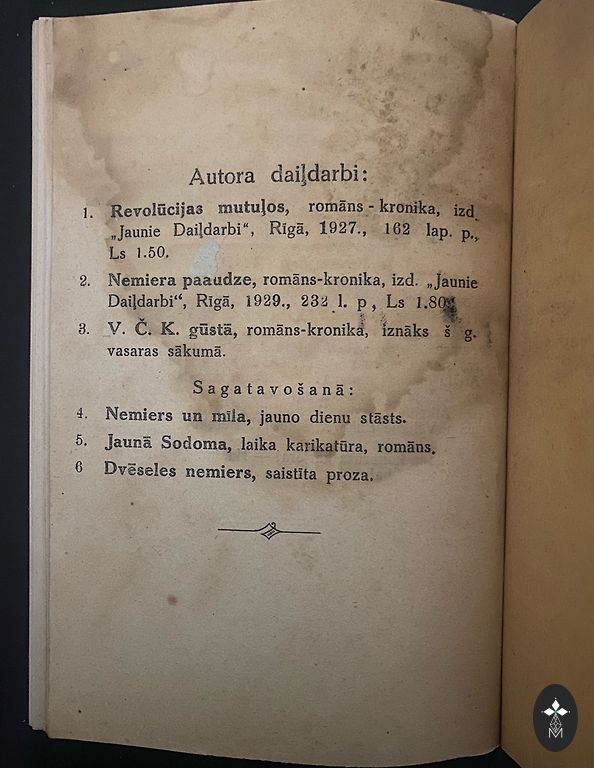 Autora daiļdarbi:
1. Revolūcijas mutuļos, romāns-kronika, izd.
„Jaunie Daiļdarbi“, Rīgā, 1927., 162 lap. p.,
Ls 1.50.
2. Nemiera paaudze, romāns-kronika, izd. „Jaunie
Daiļdarbi“, Rīgā, 1929., 232 l. p, Ls 1.80
3. V. Č. K. gūstā, romāns-kronika, iznāks š g.
vasaras sākumā.
Sagatavošanā:
4. Nemiers un mīla, jauno dienu stāsts.
5. Jaunā Sodoma, laika karikatūra, romāns.
6 Dvēseles nemiers, saistīta proza.
M